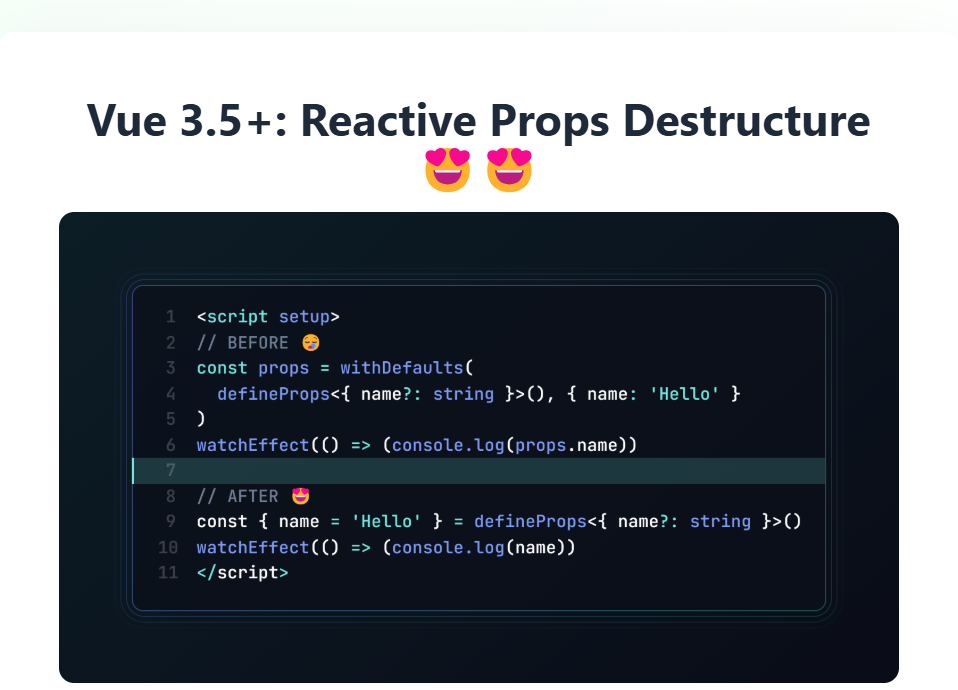 Vue 3.5+: Reactive Props Destructure
😍 😍
1 <script setup>
2 // BEFORE 😪
3 const props = withDefaults(
4   defineProps<{ name?: string }>(), { name: 'Hello' }
5 )
6 watchEffect(() => (console.log(props.name))
7
8 // AFTER 😍
9 const { name = 'Hello' } = defineProps<{ name?: string }>()
10 watchEffect(() => (console.log(name))
11 </script>